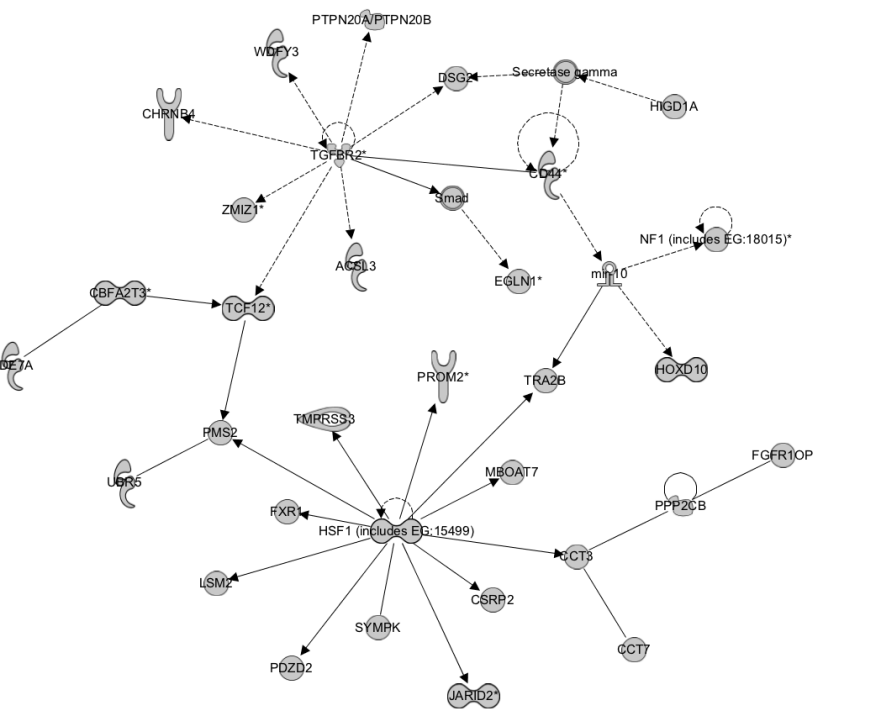 PTPN20A/PTPN20B
WDFY3
DSG2
Secretase gamma
HIGD1A
CHRNB4
TGFBR2*
CD44*
ZMIZ1*
Smad
NF1 (includes EG:18015)*
ACSL3
EGLN1*
mir-10
CBFA2T3*
TCF12*
DE7A
PROM2*
TRA2B
HOXD10
TMPRSS3
PMS2
FGFR1OP
UBR5
MBOAT7
PPP2CB
FXR1
HSF1 (includes EG:15499)
CCT3
LSM2
CSRP2
SYMPK
CCT7
PDZD2
JARID2*